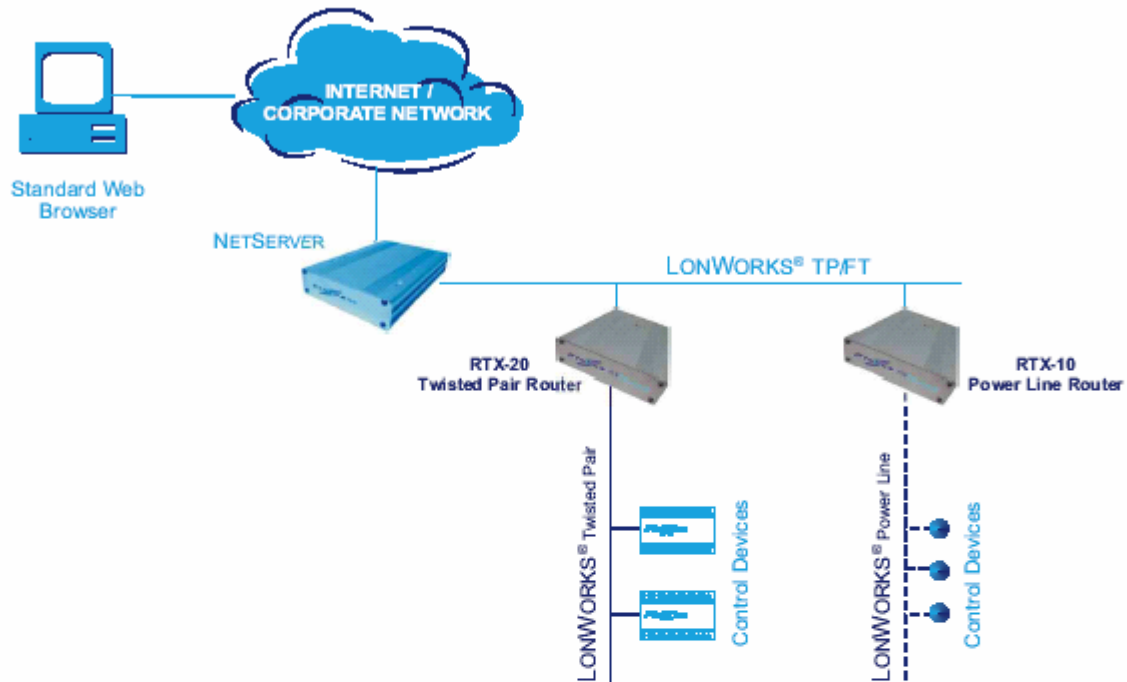 INTERNET /
CORPORATE NETWORK
Standard Web
Browser
NETSERVER
LONWORKS® TP/FT
RTX-20
Twisted Pair Router
RTX-10
Power Line Router
LONWORKS® Twisted Pair
Control Devices
LONWORKS® Power Line
Control Devices